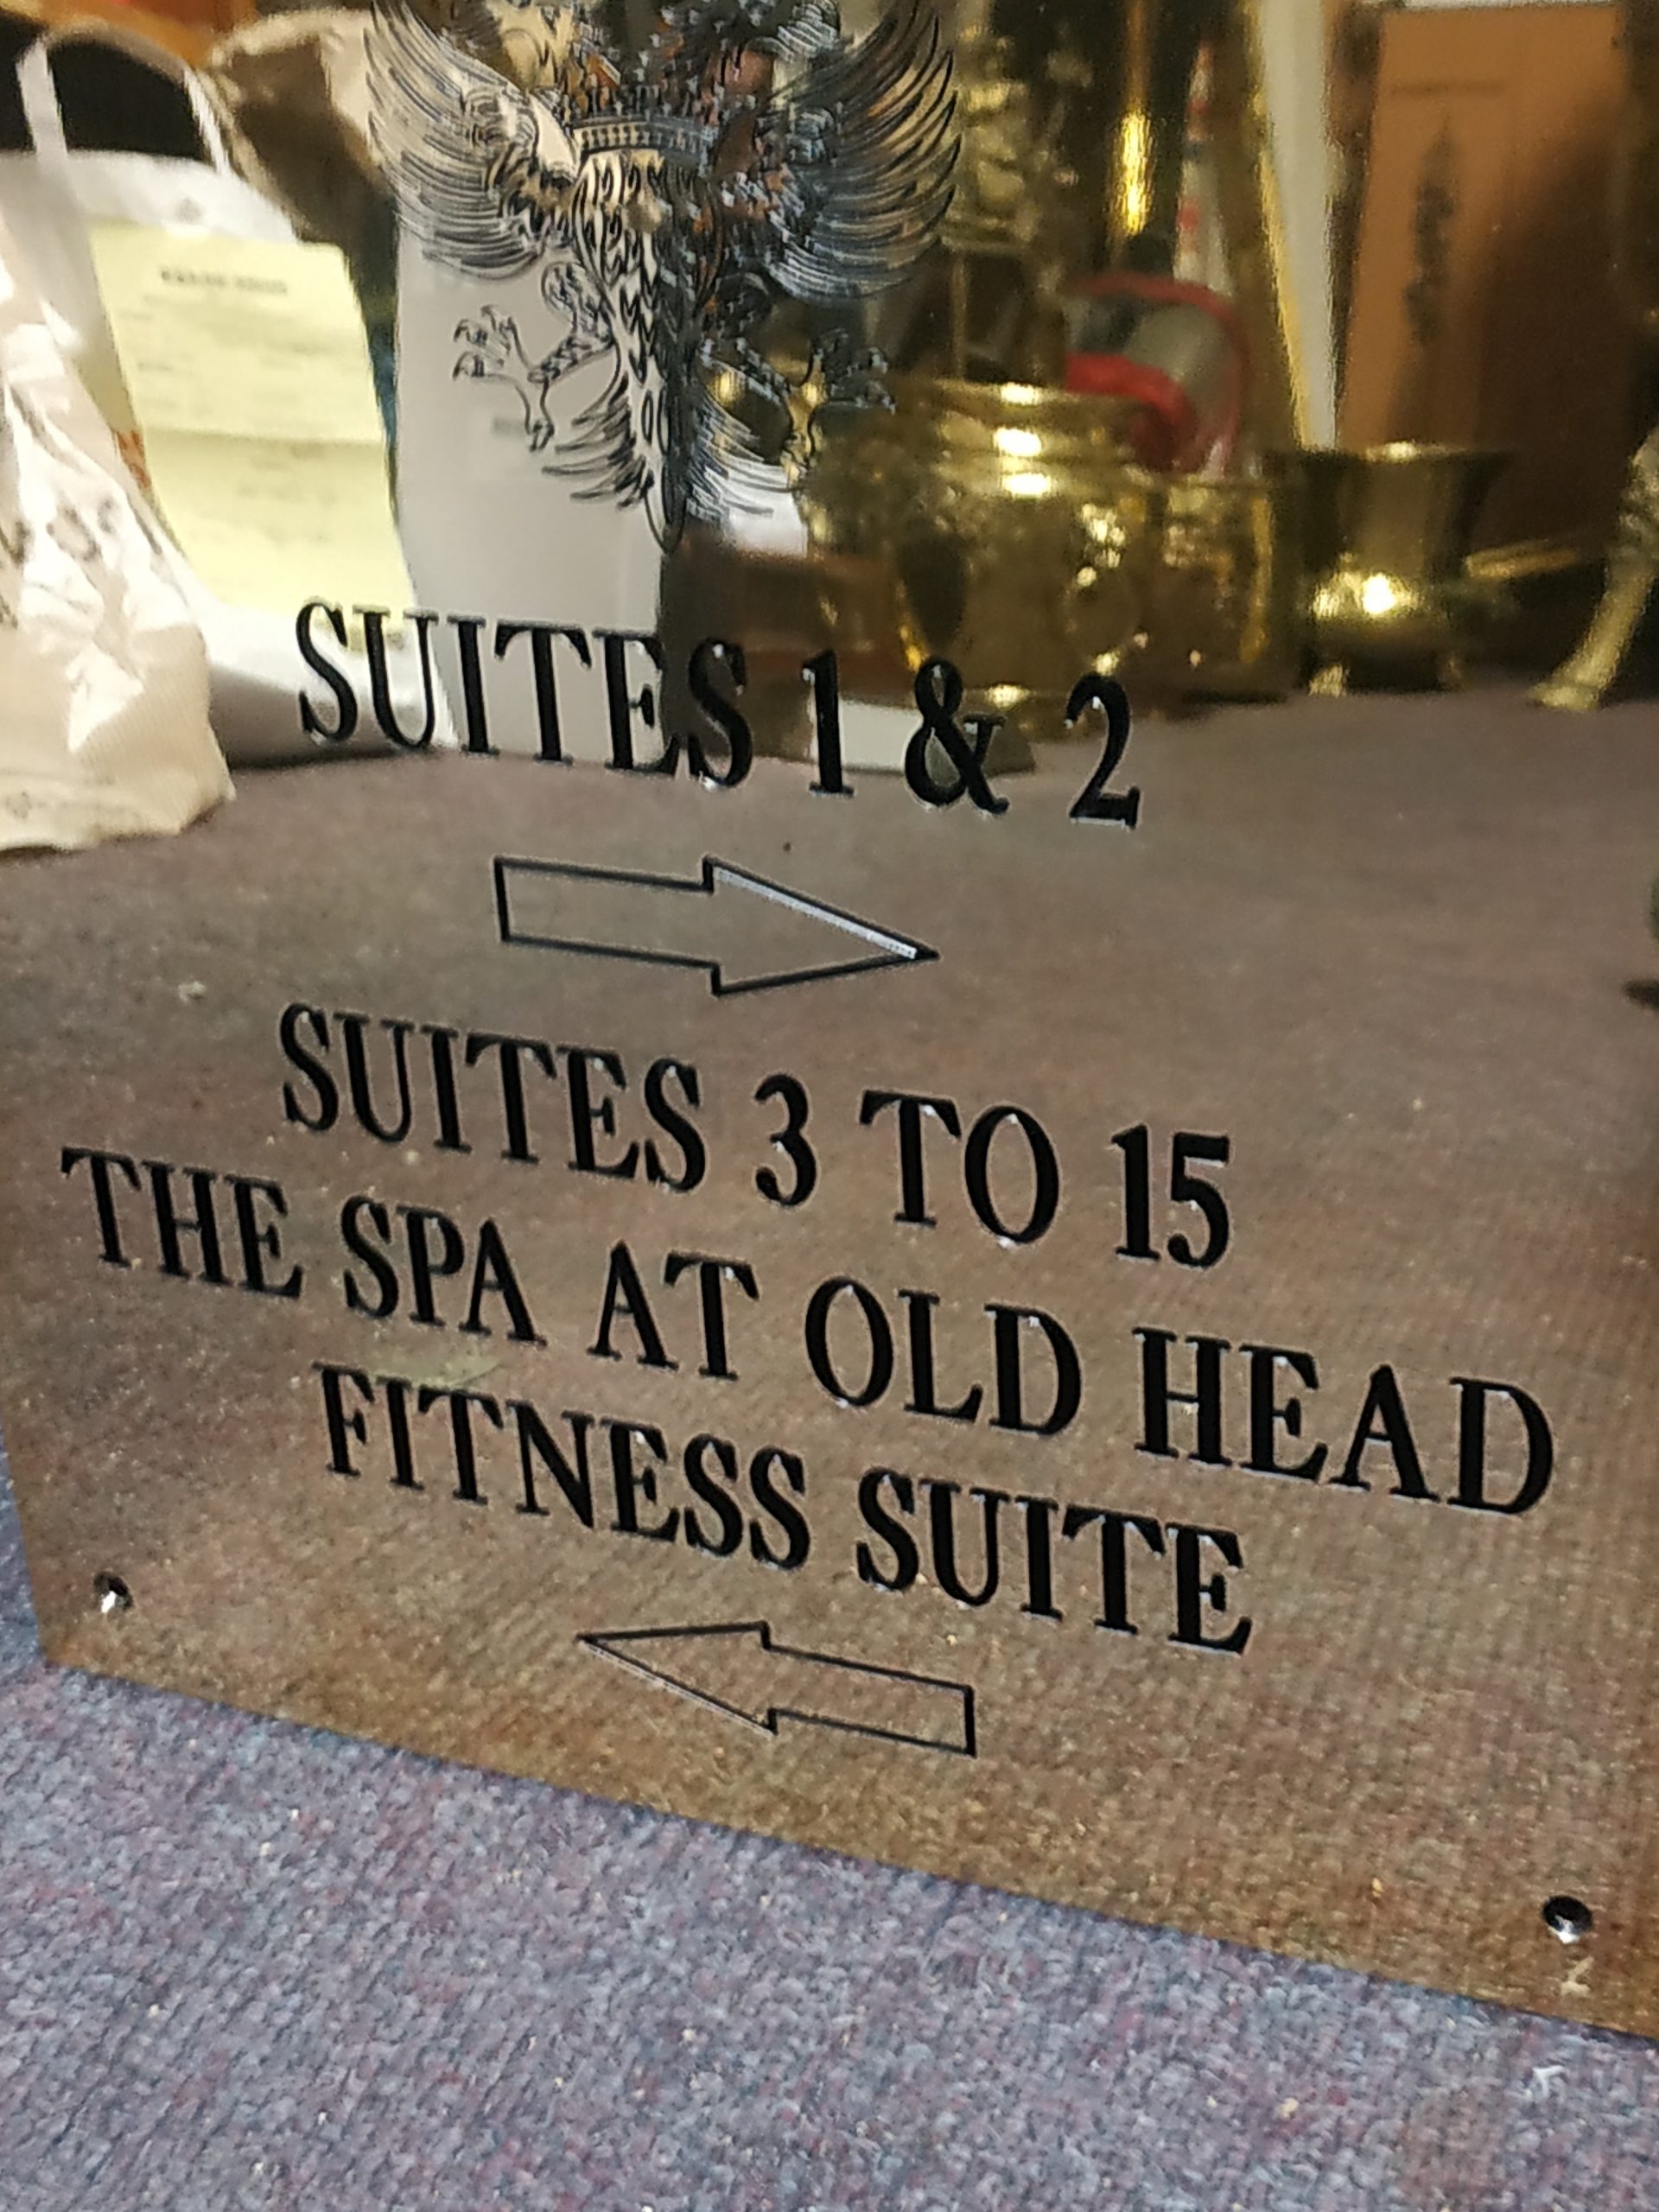 SUITES 1 & 2
SUITES 3 TO 15
THE SPA AT OLD HEAD
FITNESS SUITE